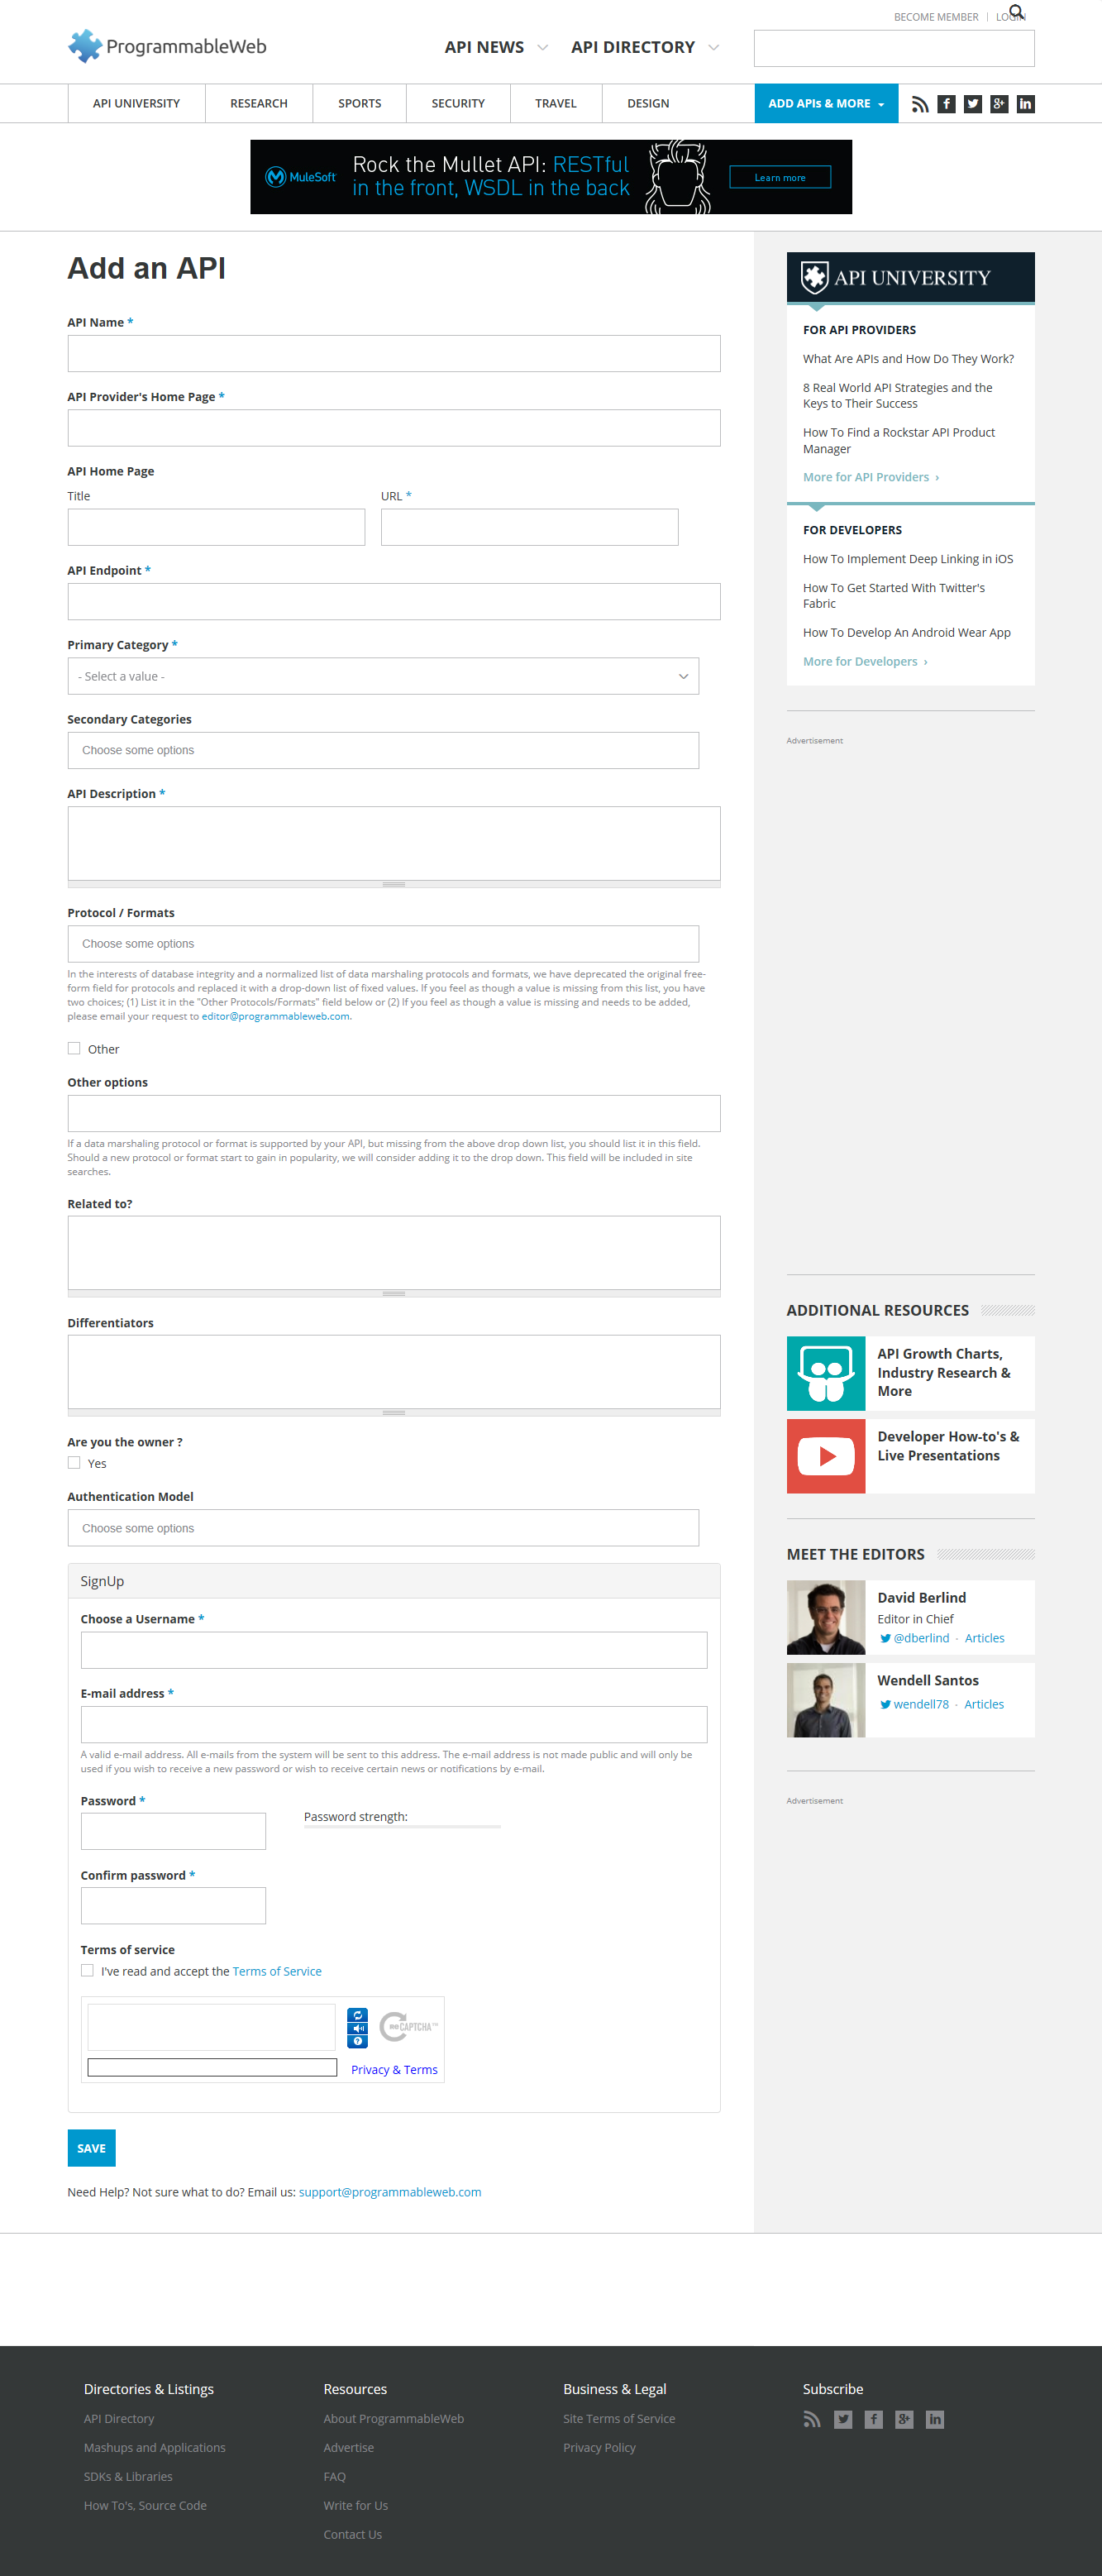 BECOME MEMBER
LOGIN
ProgrammableWeb
API NEWS
API DIRECTORY
API UNIVERSITY
RESEARCH
SPORTS
SECURITY
TRAVEL
DESIGN
ADD APIs & MORE
MuleSoft
Rock the Mullet API: RESTful
in the front, WSDL in the back
Learn more
Add an API
API Name *
API Provider's Home Page *
API Home Page
Title
URL *
API Endpoint *
Primary Category *
- Select a value -
Secondary Categories
Choose some options
API Description *
Protocol / Formats
Choose some options
In the interests of database integrity and a normalized list of data marshaling protocols and formats, we have deprecated the original free-
form field for protocols and replaced it with a drop-down list of fixed values. If you feel as though a value is missing from this list, you have
two choices; (1) List it in the "Other Protocols/Formats" field below or (2) If you feel as though a value is missing and needs to be added,
please email your request to editor@programmableweb.com.
Other
Other options
If a data marshaling protocol or format is supported by your API, but missing from the above drop down list, you should list it in this field.
Should a new protocol or format start to gain in popularity, we will consider adding it to the drop down. This field will be included in site
searches.
Related to?
Differentiators
Are you the owner ?
Yes
Authentication Model
Choose some options
SignUp
Choose a Username *
E-mail address *
A valid e-mail address. All e-mails from the system will be sent to this address. The e-mail address is not made public and will only be
used if you wish to receive a new password or wish to receive certain news or notifications by e-mail.
Password *
Password strength:
Confirm password *
Terms of service
I've read and accept the Terms of Service
reCAPTCHA™
Privacy & Terms
SAVE
Need Help? Not sure what to do? Email us: support@programmableweb.com
API UNIVERSITY
FOR API PROVIDERS
What Are APIs and How Do They Work?
8 Real World API Strategies and the
Keys to Their Success
How To Find a Rockstar API Product
Manager
More for API Providers ›
FOR DEVELOPERS
How To Implement Deep Linking in iOS
How To Get Started With Twitter's
Fabric
How To Develop An Android Wear App
More for Developers ›
Advertisement
ADDITIONAL RESOURCES
API Growth Charts,
Industry Research &
More
Developer How-to's &
Live Presentations
MEET THE EDITORS
David Berlind
Editor in Chief
@dberlind · Articles
Wendell Santos
wendell78 · Articles
Advertisement
Directories & Listings
API Directory
Mashups and Applications
SDKs & Libraries
How To's, Source Code
Resources
About ProgrammableWeb
Advertise
FAQ
Write for Us
Contact Us
Business & Legal
Site Terms of Service
Privacy Policy
Subscribe